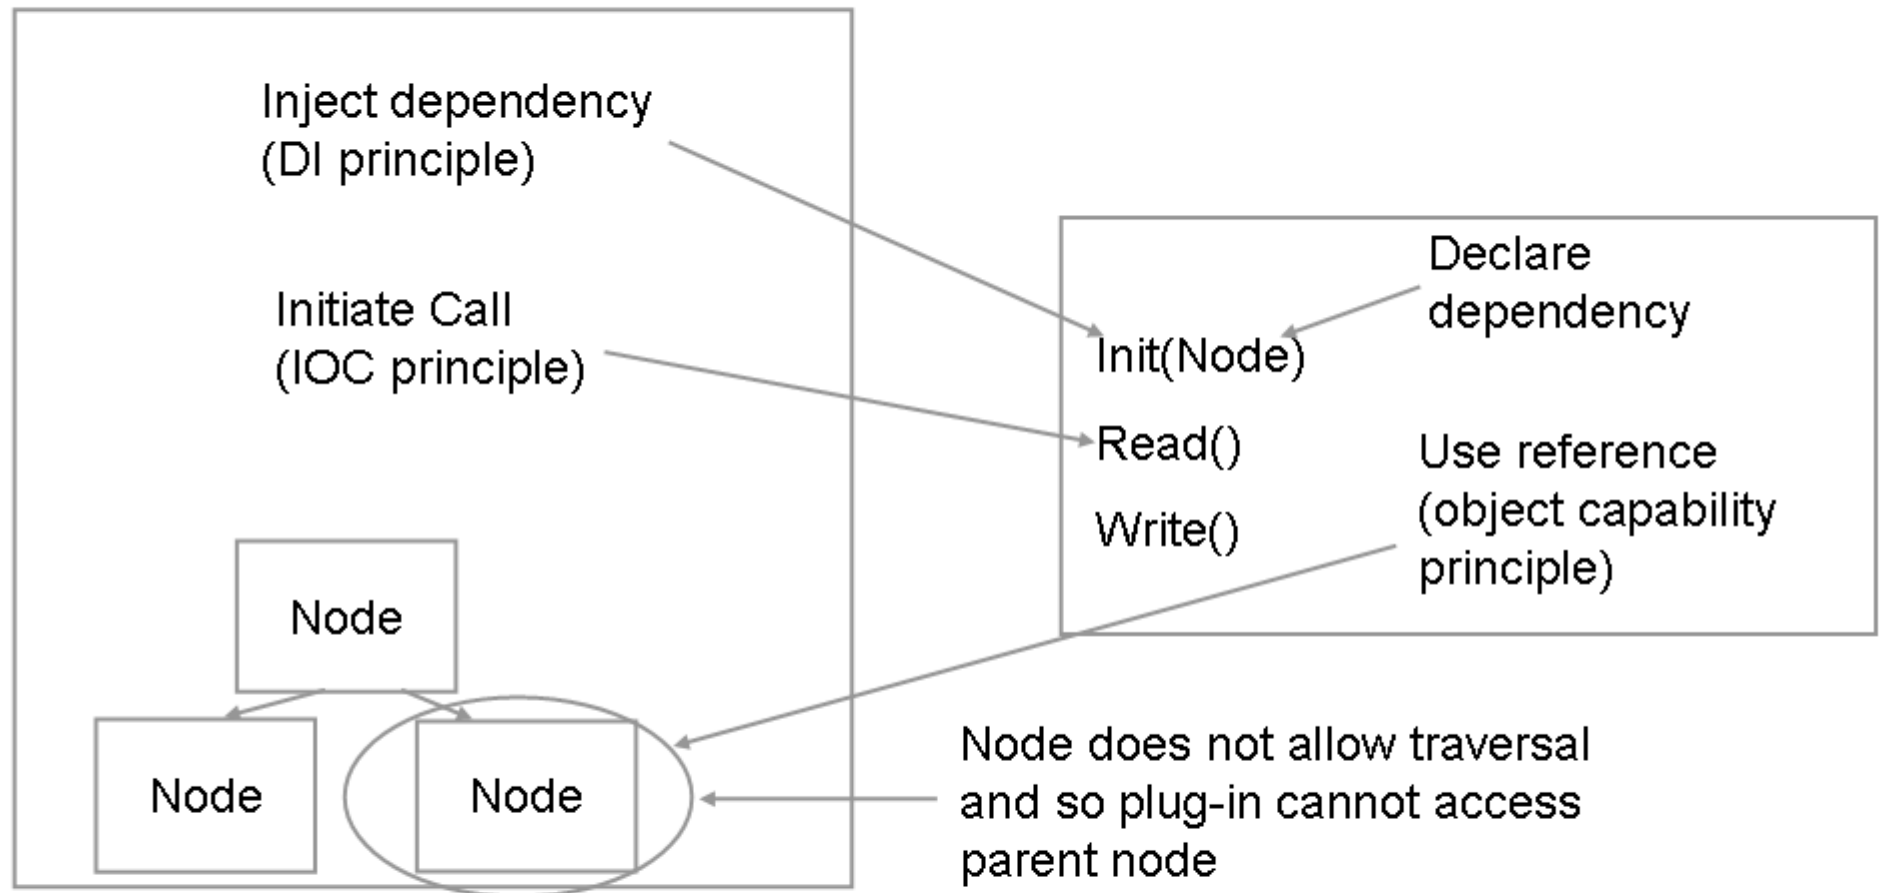 Inject dependency
(DI principle)
Initiate Call
(IOC principle)
Node
Node
Node
Declare
dependency
Init(Node)
Read()
Write()
Use reference
(object capability
principle)
Node does not allow traversal
and so plug-in cannot access
parent node